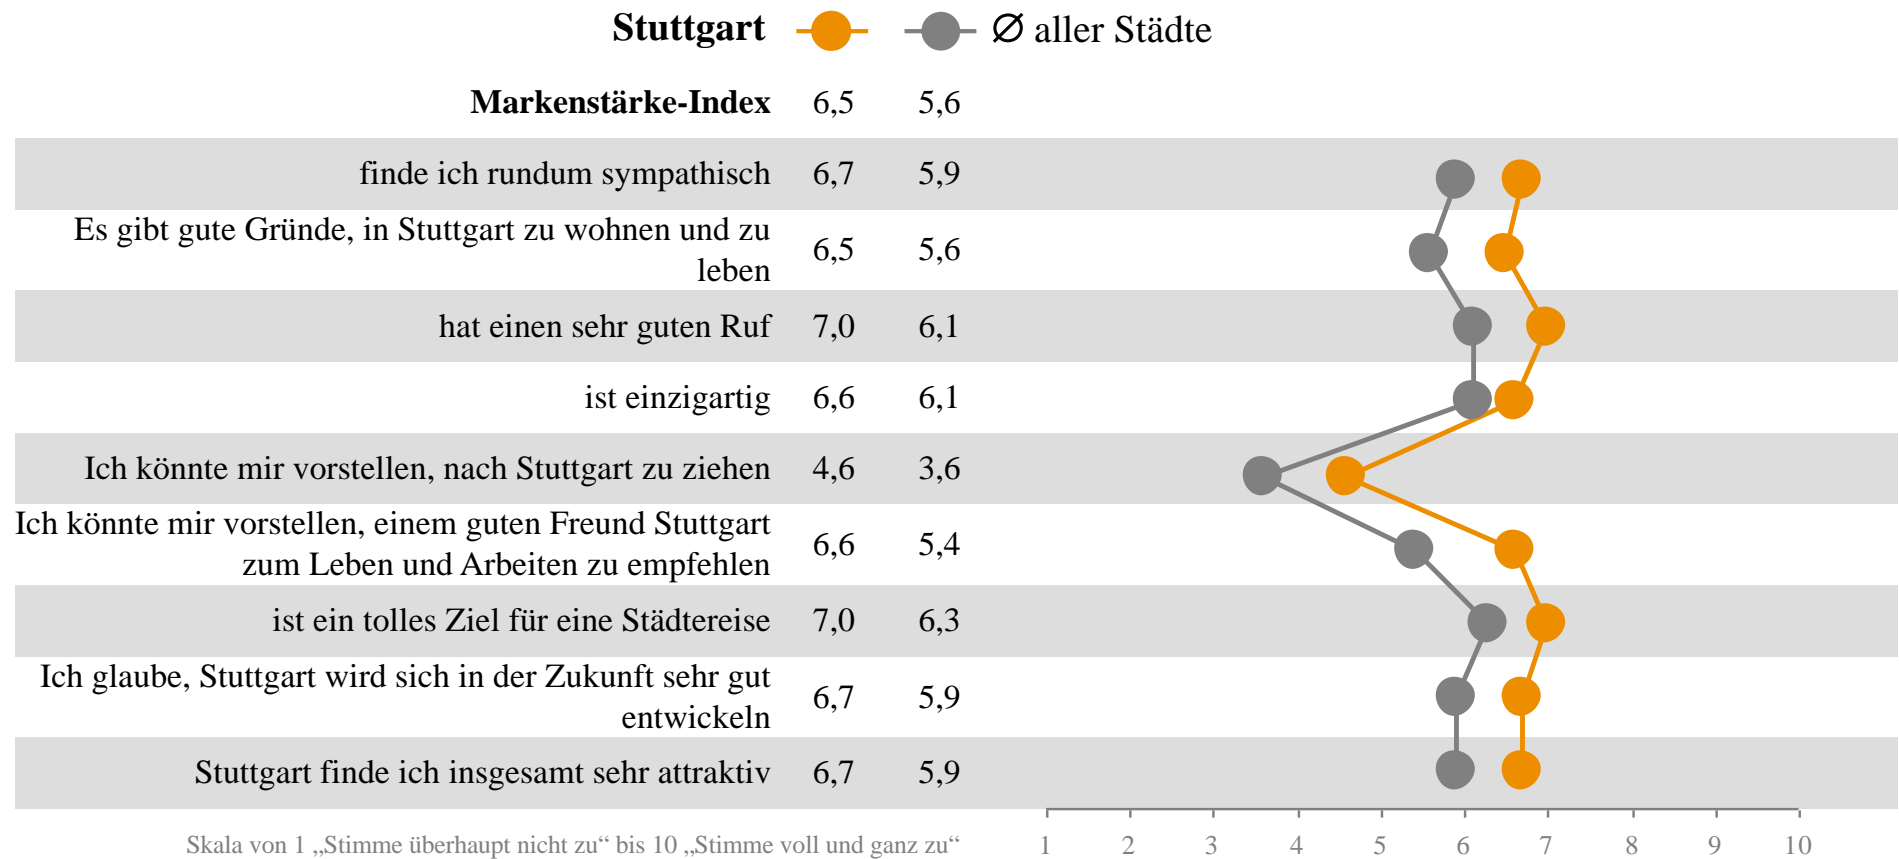 Stuttgart Ø aller Städte
Markenstärke-Index 6,5 5,6
finde ich rundum sympathisch 6,7 5,9
Es gibt gute Gründe, in Stuttgart zu wohnen und zu
leben 6,5 5,6
hat einen sehr guten Ruf 7,0 6,1
ist einzigartig 6,6 6,1
Ich könnte mir vorstellen, nach Stuttgart zu ziehen 4,6 3,6
Ich könnte mir vorstellen, einem guten Freund Stuttgart
zum Leben und Arbeiten zu empfehlen 6,6 5,4
ist ein tolles Ziel für eine Städtereise 7,0 6,3
Ich glaube, Stuttgart wird sich in der Zukunft sehr gut
entwickeln 6,7 5,9
Stuttgart finde ich insgesamt sehr attraktiv 6,7 5,9
Skala von 1 „Stimme überhaupt nicht zu“ bis 10 „Stimme voll und ganz zu“ 1 2 3 4 5 6 7 8 9 10